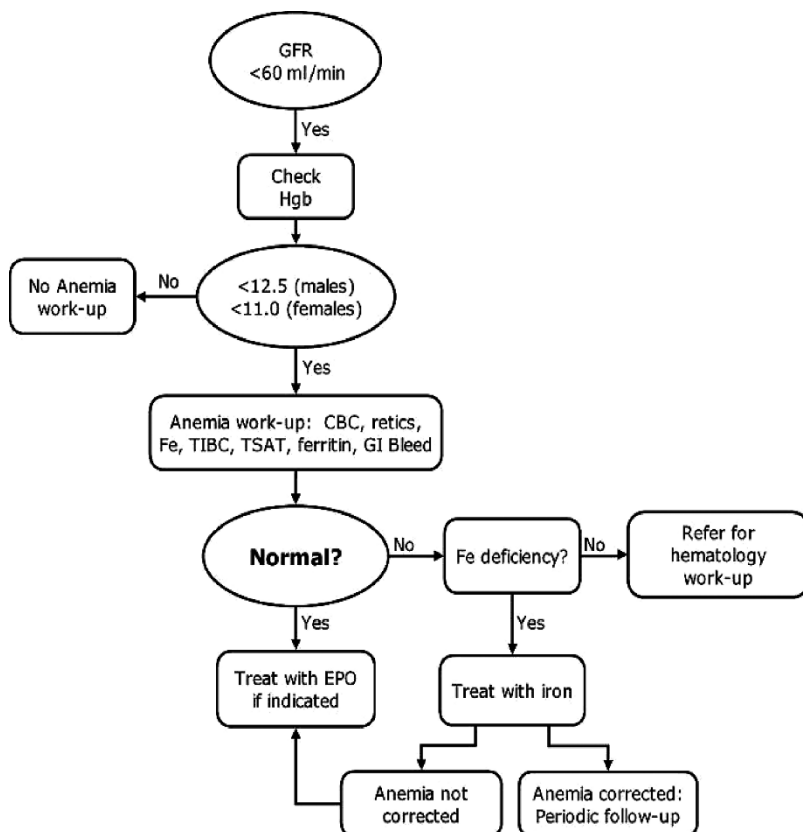 GFR
<60 ml/min
Yes
Check
Hgb
No Anemia
work-up
No
<12.5 (males)
<11.0 (females)
Yes
Anemia work-up: CBC, retics,
Fe, TIBC, TSAT, ferritin, GI Bleed
Normal?
No
Fe deficiency?
No
Refer for
hematology
work-up
Yes
Yes
Treat with EPO
if indicated
Treat with iron
Anemia not
corrected
Anemia corrected:
Periodic follow-up